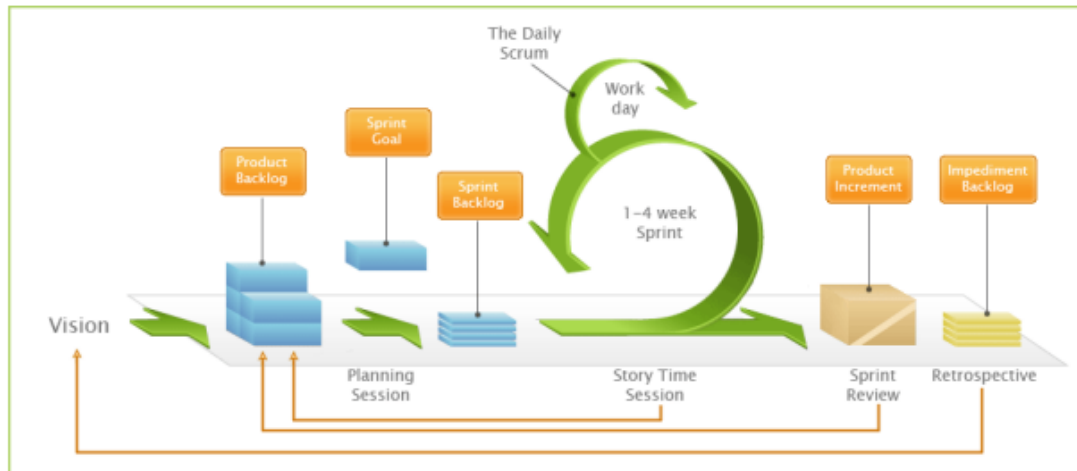 The Daily
Scrum
Work
day
Sprint
Goal
Product
Backlog
Sprint
Backlog
Product
Increment
Impediment
Backlog
1-4 week
Sprint
Vision
Planning
Session
Story Time
Session
Sprint
Review
Retrospective